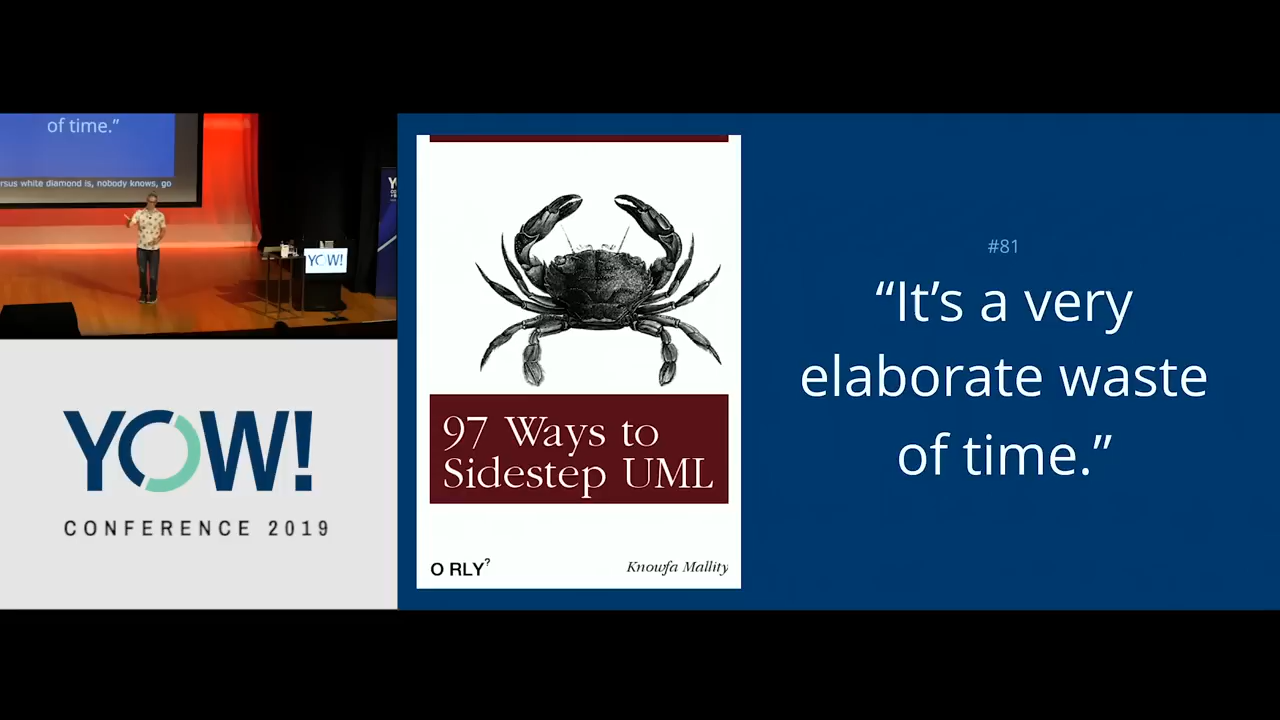 of time.”
rsus white diamond is, nobody knows, go
YOW!
YOW!
CONFERENCE 2019
97 Ways to
Sidestep UML
O RLY?
Knowfa Mallity
#81
“It’s a very
elaborate waste
of time.”